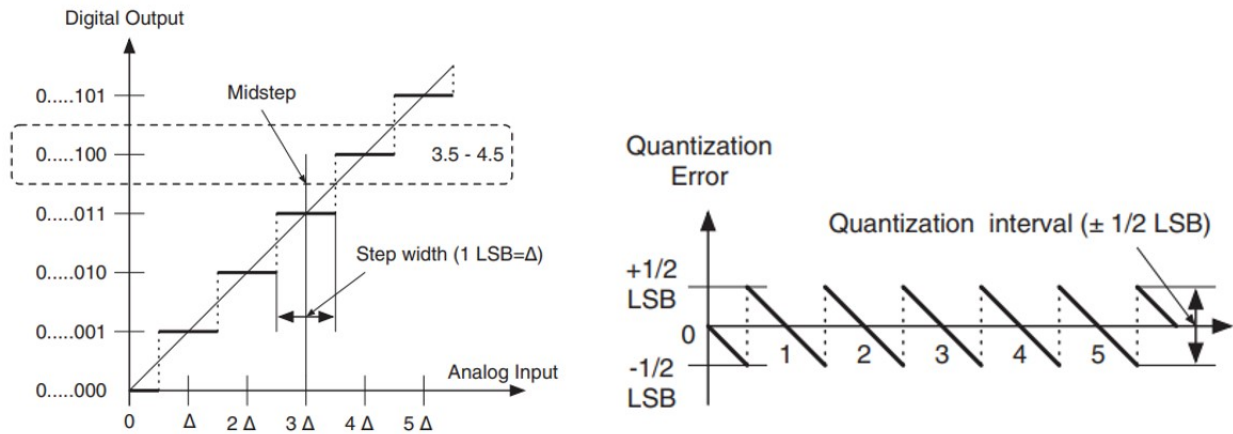 Digital Output
0.....101
Midstep
0.....100
3.5 - 4.5
0.....011
Step width (1 LSB=Δ)
0.....010
0.....001
Analog Input
0.....000
0
Δ
2 Δ
3 Δ
4 Δ
5 Δ
Quantization
Error
Quantization interval (± 1/2 LSB)
+1/2
LSB
0
1
2
3
4
5
-1/2
LSB